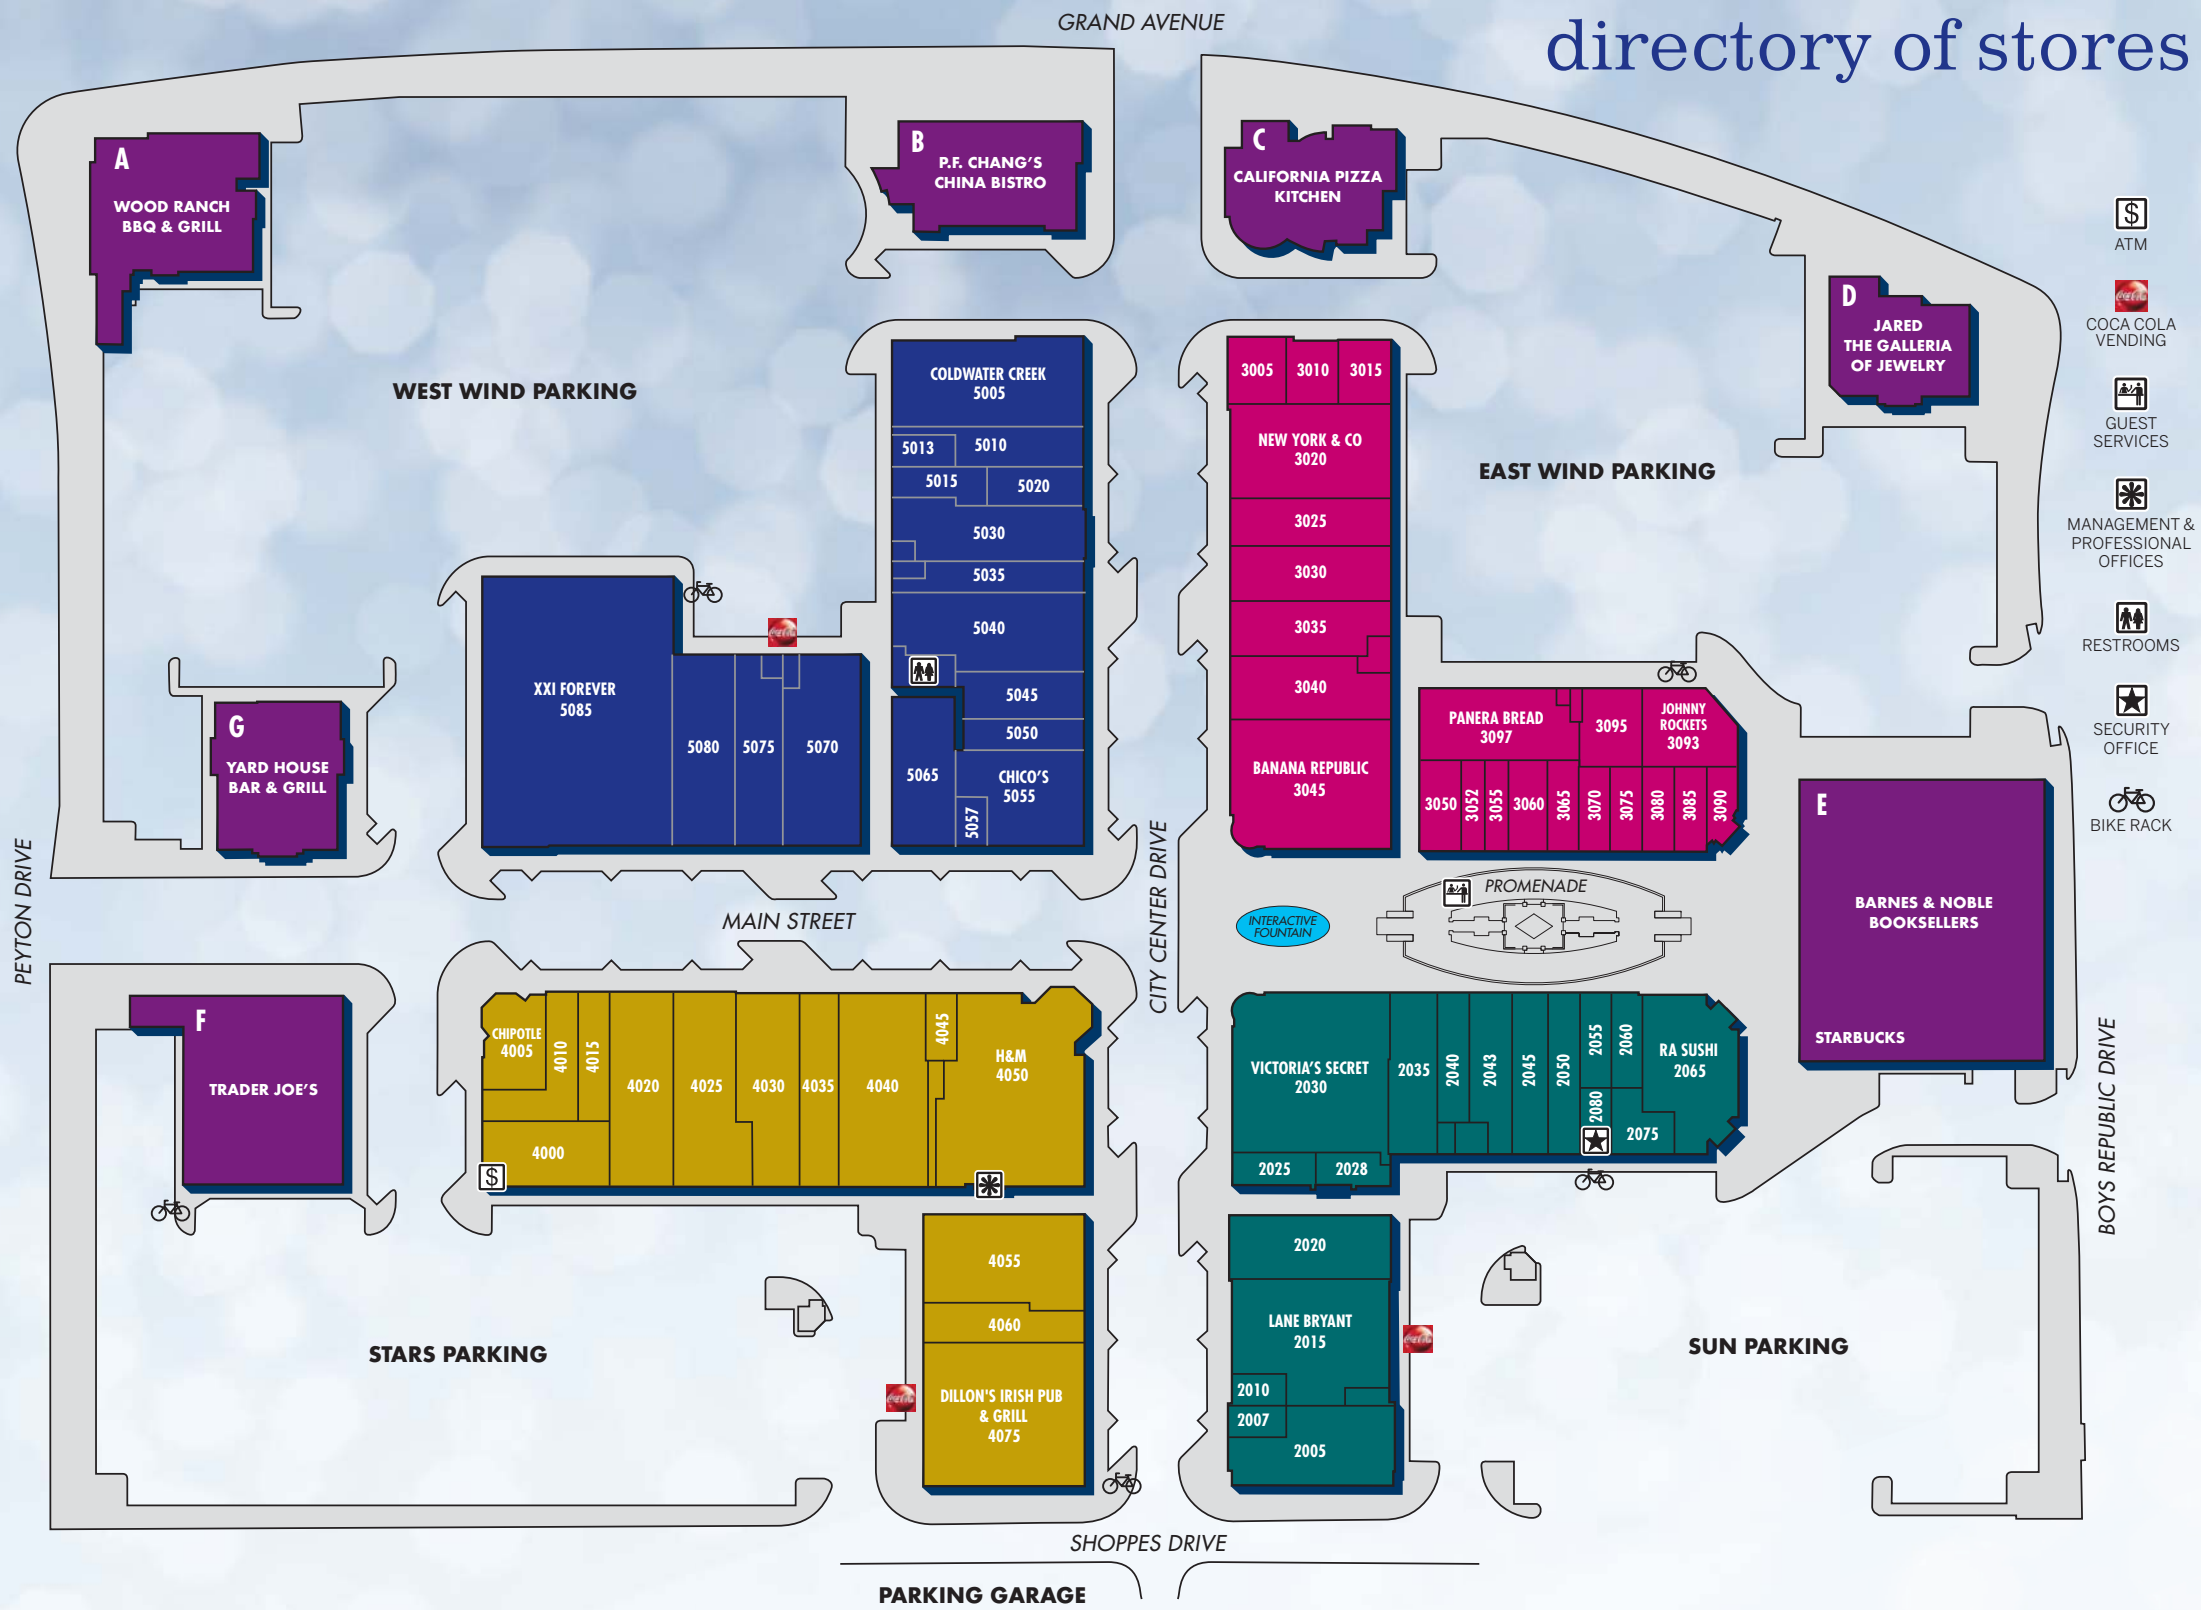 GRAND AVENUE
directory of stores
A
WOOD RANCH
BBQ & GRILL
B
P.F. CHANG'S
CHINA BISTRO
C
CALIFORNIA PIZZA
KITCHEN
D
JARED
THE GALLERIA
OF JEWELRY
$
ATM
Coca-Cola
COCA COLA
VENDING
GUEST
SERVICES
MANAGEMENT &
PROFESSIONAL
OFFICES
RESTROOMS
SECURITY
OFFICE
BIKE RACK
WEST WIND PARKING
EAST WIND PARKING
COLDWATER CREEK
5005
5013
5010
5015
5020
5030
5035
5040
5045
5050
5065
CHICO'S
5055
5057
Coca-Cola
XXI FOREVER
5085
5080
5075
5070
G
YARD HOUSE
BAR & GRILL
3005
3010
3015
NEW YORK & CO
3020
3025
3030
3035
3040
BANANA REPUBLIC
3045
PANERA BREAD
3097
3095
JOHNNY
ROCKETS
3093
3050
3052
3055
3060
3065
3070
3075
3080
3085
3090
E
BARNES & NOBLE
BOOKSELLERS
STARBUCKS
PEYTON DRIVE
MAIN STREET
CITY CENTER DRIVE
INTERACTIVE
FOUNTAIN
PROMENADE
BOYS REPUBLIC DRIVE
F
TRADER JOE'S
CHIPOTLE
4005
4010
4015
4020
4025
4030
4035
4040
4045
H&M
4050
4000
$
4055
4060
DILLON'S IRISH PUB
& GRILL
4075
Coca-Cola
STARS PARKING
VICTORIA'S SECRET
2030
2035
2040
2043
2045
2050
2055
2060
RA SUSHI
2065
2080
2075
2025
2028
2020
LANE BRYANT
2015
2010
2007
2005
Coca-Cola
SUN PARKING
SHOPPES DRIVE
PARKING GARAGE